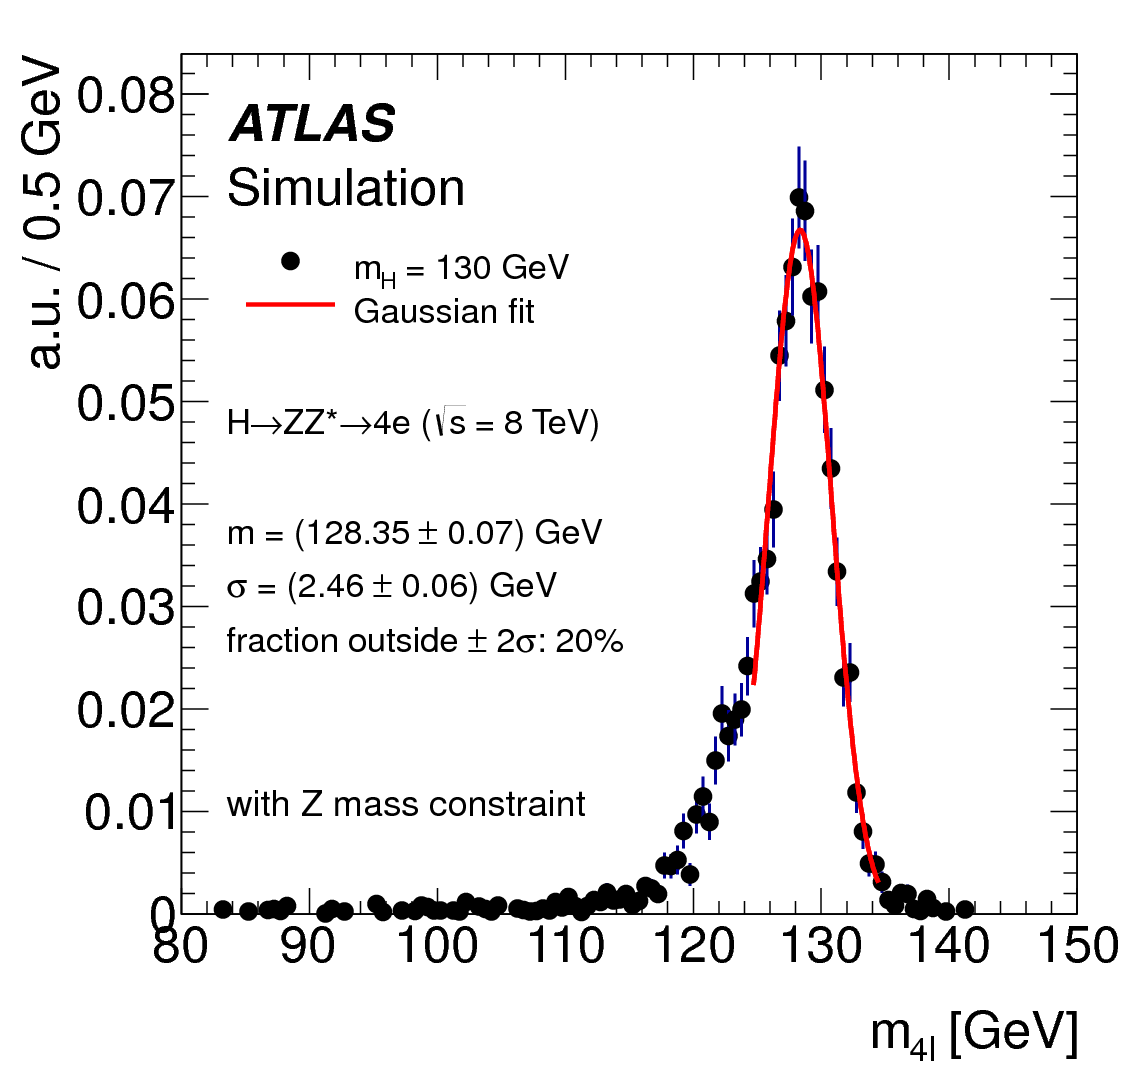 a.u. / 0.5 GeV
0.08
0.07
0.06
0.05
0.04
0.03
0.02
0.01
0
ATLAS
Simulation
m_H = 130 GeV
Gaussian fit
H→ZZ*→4e (√s = 8 TeV)
m = (128.35 ± 0.07) GeV
σ = (2.46 ± 0.06) GeV
fraction outside ± 2σ: 20%
with Z mass constraint
80 90 100 110 120 130 140 150
m_4l [GeV]